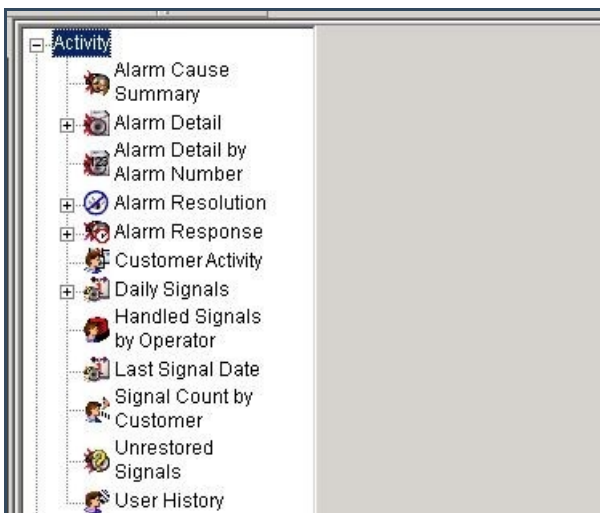 Activity
Alarm Cause
Summary
Alarm Detail
123
Alarm Detail by
Alarm Number
Alarm Resolution
Alarm Response
Customer Activity
Daily Signals
Handled Signals
by Operator
Last Signal Date
Signal Count by
Customer
Unrestored
Signals
User History